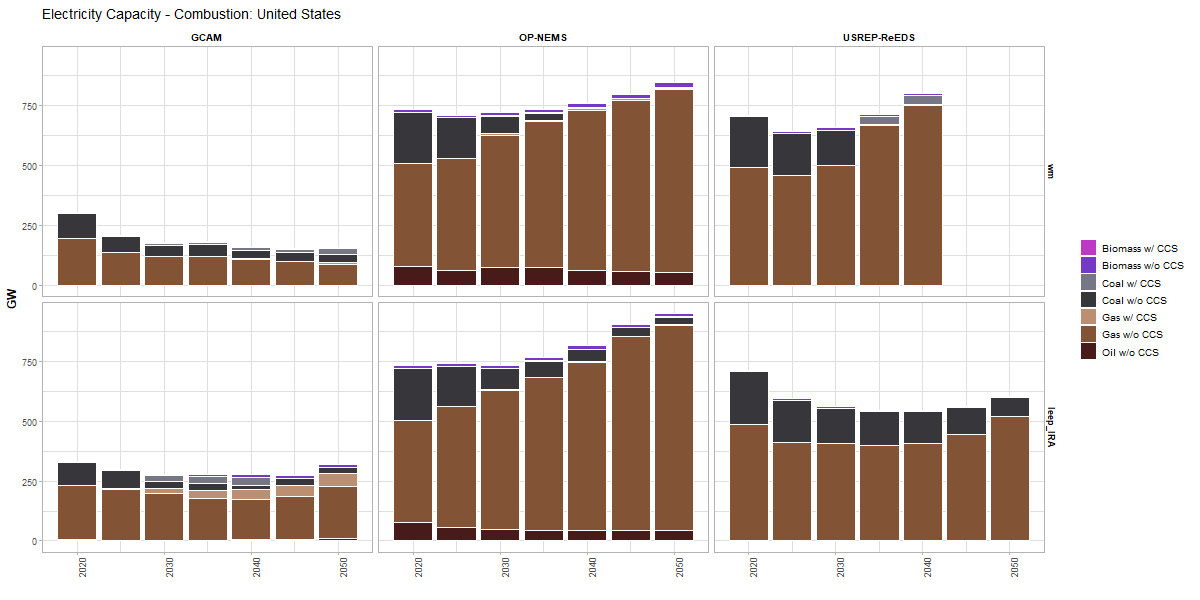 Electricity Capacity - Combustion: United States
GCAM
OP-NEMS
USREP-ReEDS
750
500
250
0
wm
GW
750
500
250
0
leep_IRA
2020
2030
2040
2050
2020
2030
2040
2050
2020
2030
2040
2050
Biomass w/ CCS
Biomass w/o CCS
Coal w/ CCS
Coal w/o CCS
Gas w/ CCS
Gas w/o CCS
Oil w/o CCS